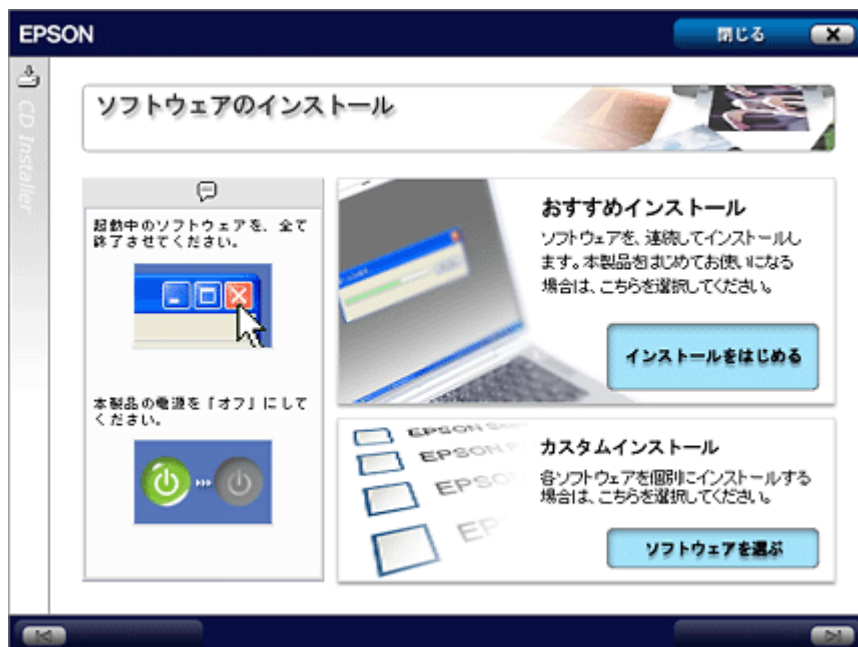 EPSON
閉じる
CD Installer
ソフトウェアのインストール
起動中のソフトウェアを、全て
終了させてください。
本製品の電源を「オフ」にして
ください。
おすすめインストール
ソフトウェアを、連続してインストールし
ます。本製品をはじめてお使いになる
場合は、こちらを選択してください。
インストールをはじめる
EPSON
EPSON
EPSO
EP
カスタムインストール
各ソフトウェアを個別にインストールする
場合は、こちらを選択してください。
ソフトウェアを選ぶ